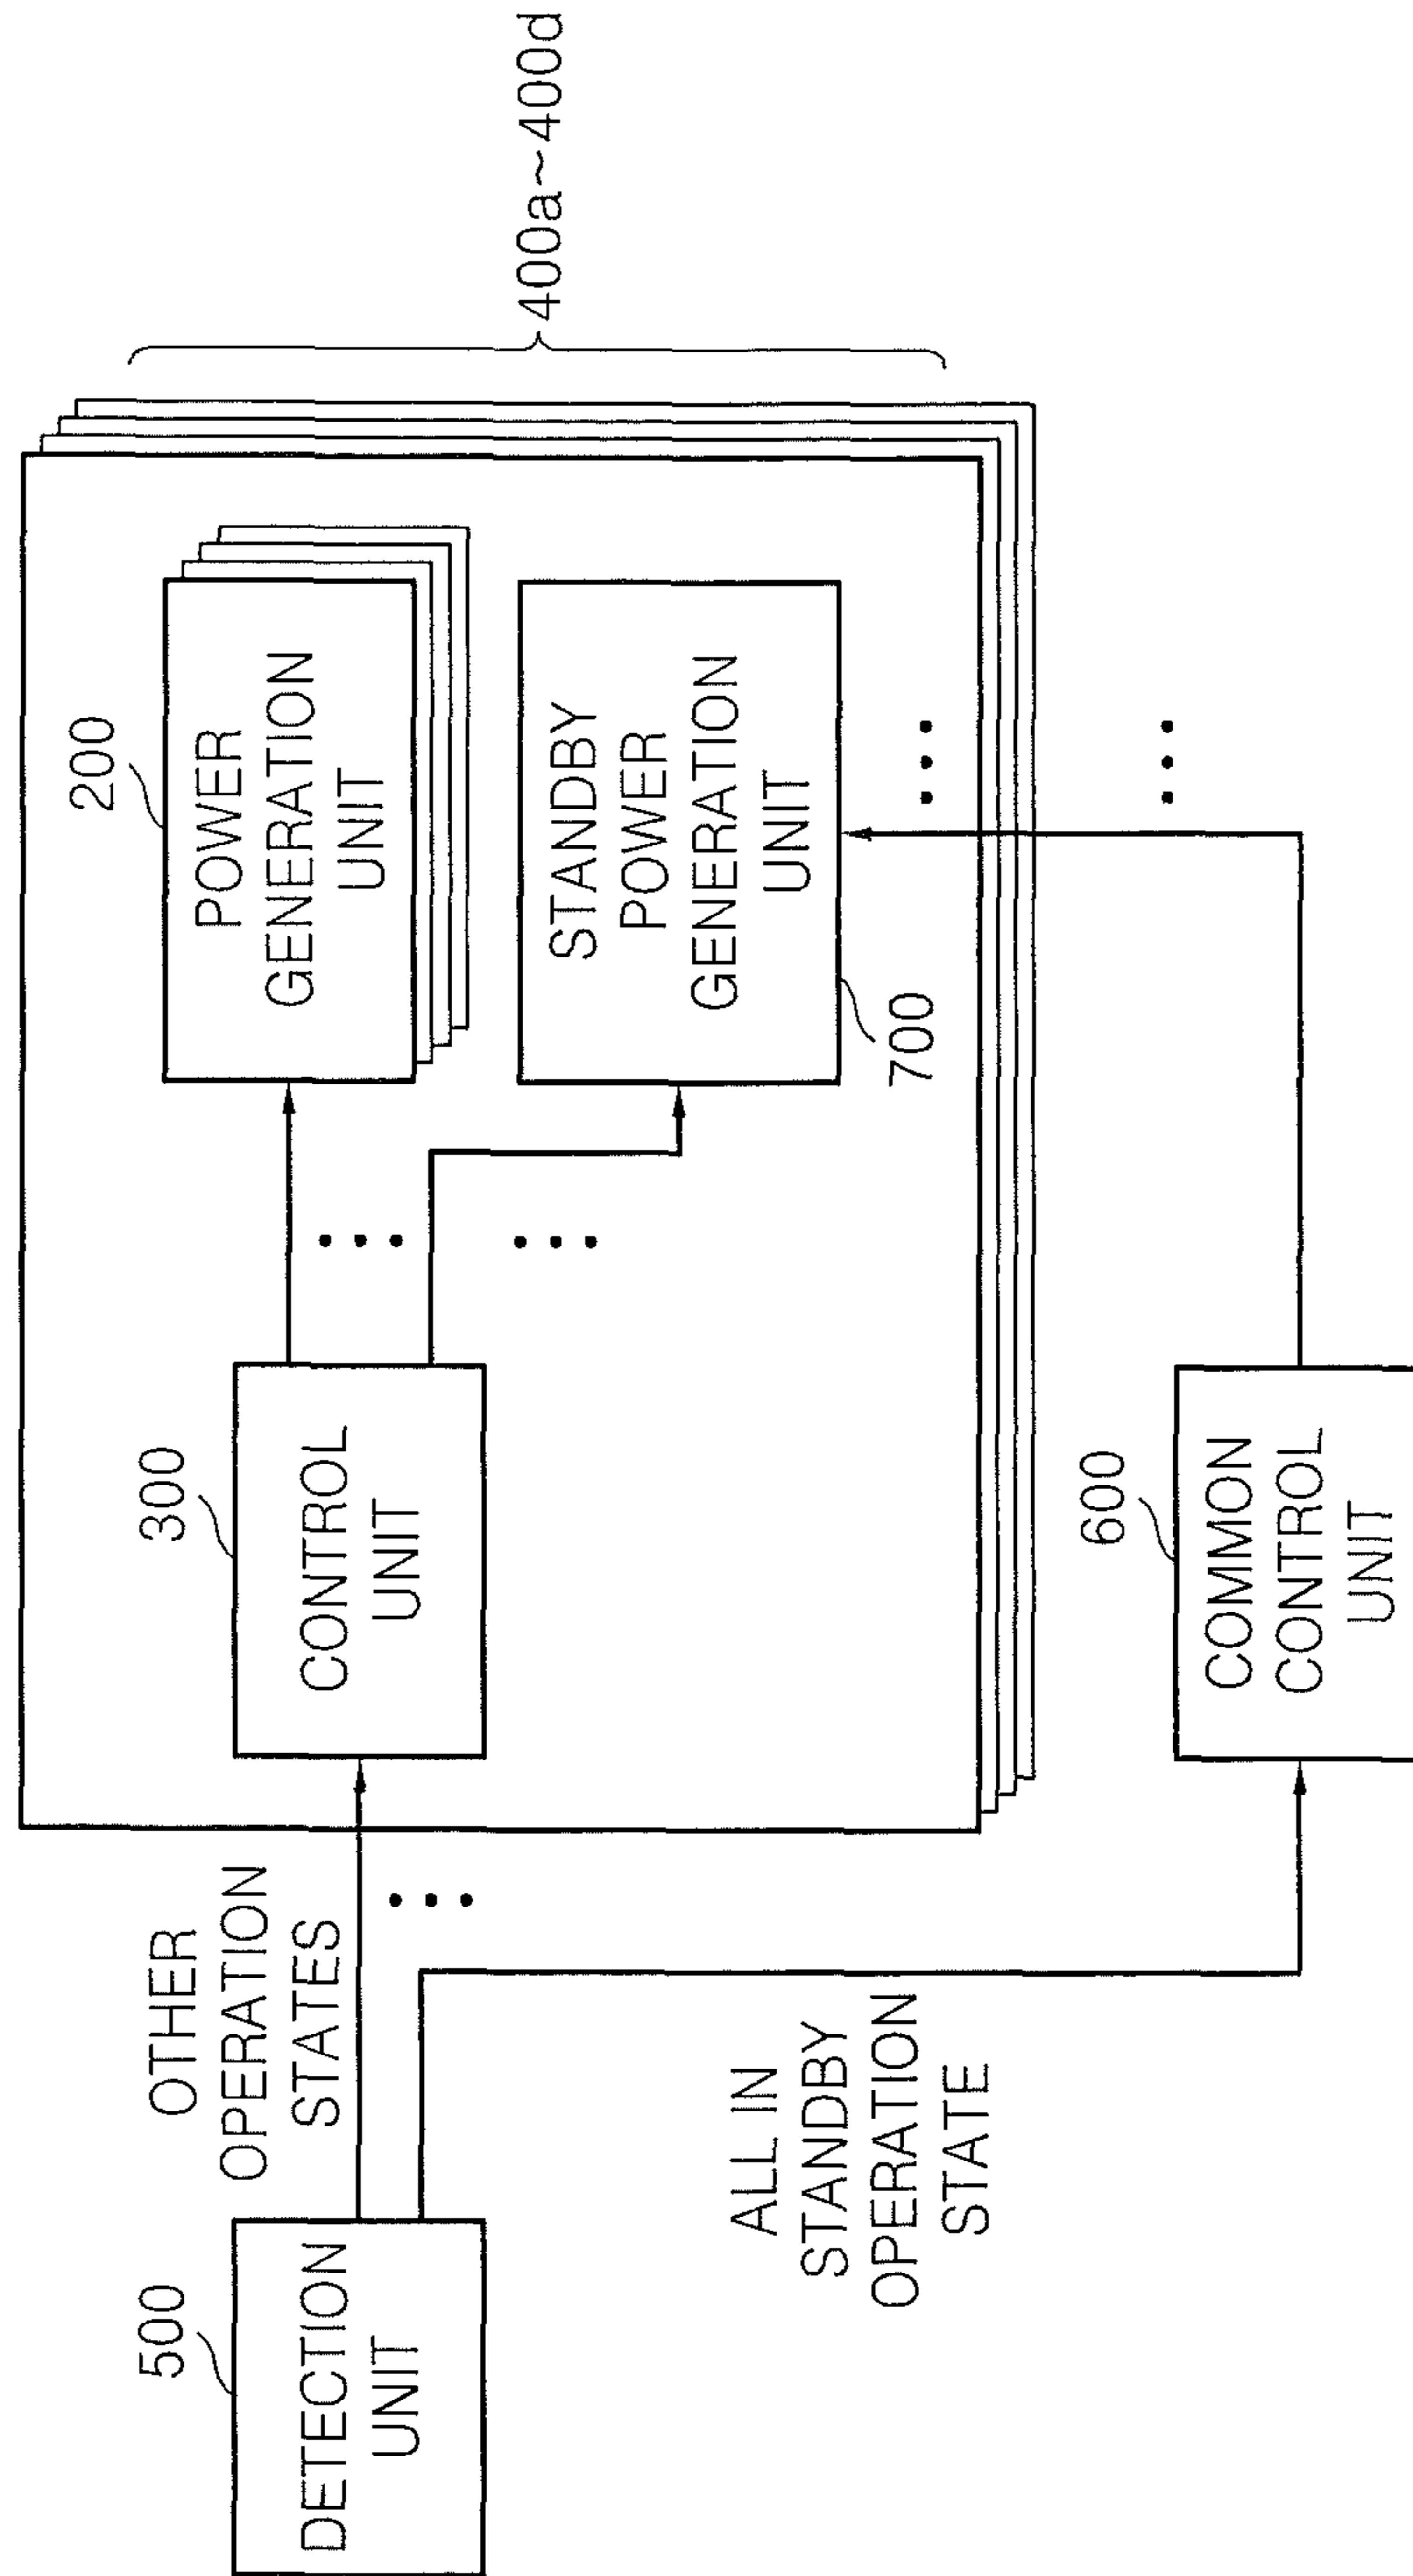 500
DETECTION
UNIT
OTHER
OPERATION
STATES
ALL IN
STANDBY
OPERATION
STATE
300
CONTROL
UNIT
600
COMMON
CONTROL
UNIT
200
POWER
GENERATION
UNIT
STANDBY
POWER
GENERATION
UNIT
700
400a~400d